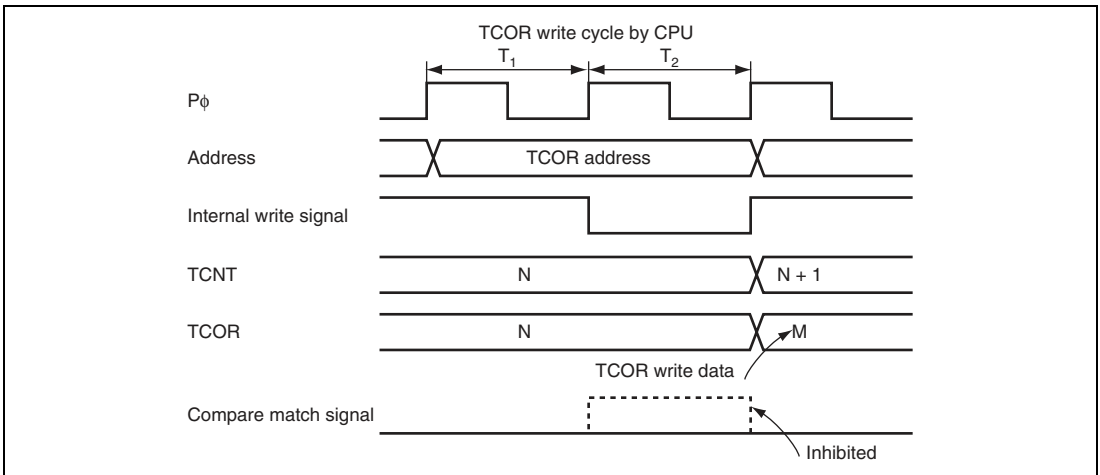 TCOR write cycle by CPU
T₁ T₂
Pϕ
Address TCOR address
Internal write signal
TCNT N N + 1
TCOR N M
TCOR write data
Compare match signal
Inhibited